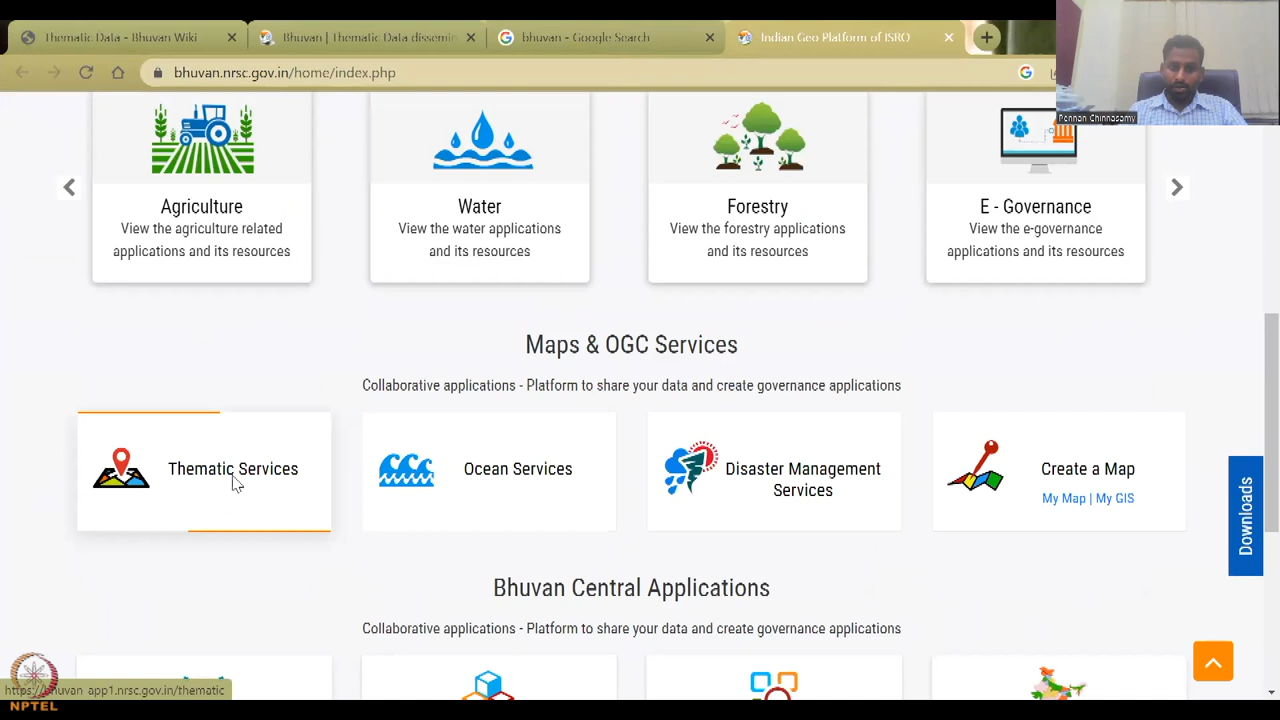 Thematic Data - Bhuvan Wiki
Bhuvan | Thematic Data dissemin
bhuvan - Google Search
Indian Geo Platform of ISRO
bhuvan.nrsc.gov.in/home/index.php
Pennan Chinnasamy
Agriculture
View the agriculture related
applications and its resources
Water
View the water applications
and its resources
Forestry
View the forestry applications
and its resources
E - Governance
View the e-governance
applications and its resources
Maps & OGC Services
Collaborative applications - Platform to share your data and create governance applications
Thematic Services
Ocean Services
Disaster Management
Services
Create a Map
My Map | My GIS
Downloads
Bhuvan Central Applications
Collaborative applications - Platform to share your data and create governance applications
https://bhuvan-app1.nrsc.gov.in/thematic
NPTEL